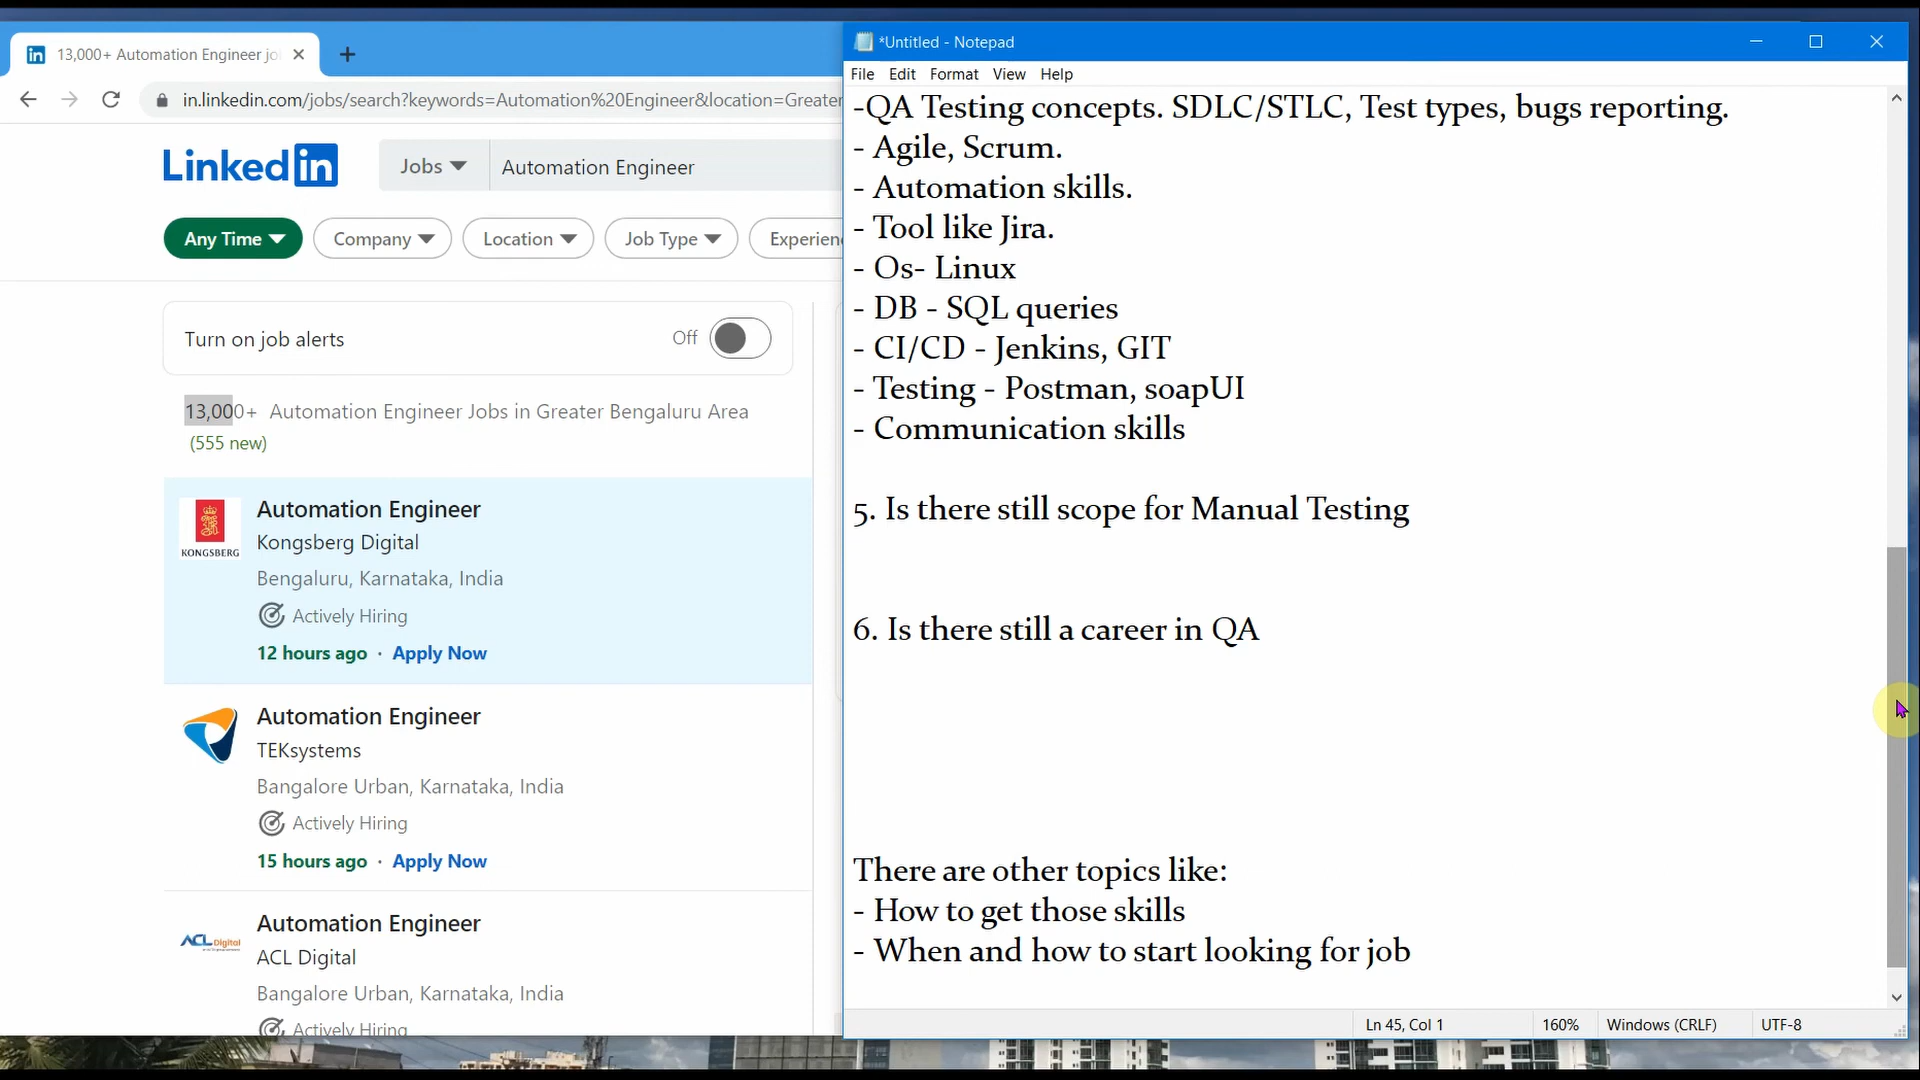 13,000+ Automation Engineer jo
in.linkedin.com/jobs/search?keywords=Automation%20Engineer&location=Greater
Linkedin
Jobs
Automation Engineer
Any Time
Company
Location
Job Type
Experien
Turn on job alerts
Off
13,000+ Automation Engineer Jobs in Greater Bengaluru Area
(555 new)
KONGSBERG
Automation Engineer
Kongsberg Digital
Bengaluru, Karnataka, India
Actively Hiring
12 hours ago · Apply Now
Automation Engineer
TEKsystems
Bangalore Urban, Karnataka, India
Actively Hiring
15 hours ago · Apply Now
ACL Digital
Automation Engineer
ACL Digital
Bangalore Urban, Karnataka, India
Actively Hiring
*Untitled - Notepad
File Edit Format View Help
-QA Testing concepts. SDLC/STLC, Test types, bugs reporting.
- Agile, Scrum.
- Automation skills.
- Tool like Jira.
- Os- Linux
- DB - SQL queries
- CI/CD - Jenkins, GIT
- Testing - Postman, soapUI
- Communication skills
5. Is there still scope for Manual Testing
6. Is there still a career in QA
There are other topics like:
- How to get those skills
- When and how to start looking for job
Ln 45, Col 1
160%
Windows (CRLF)
UTF-8